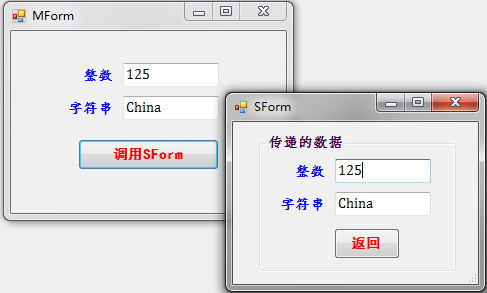 MForm
整数 125
字符串 China
调用SForm
SForm
传递的数据
整数 125
字符串 China
返回